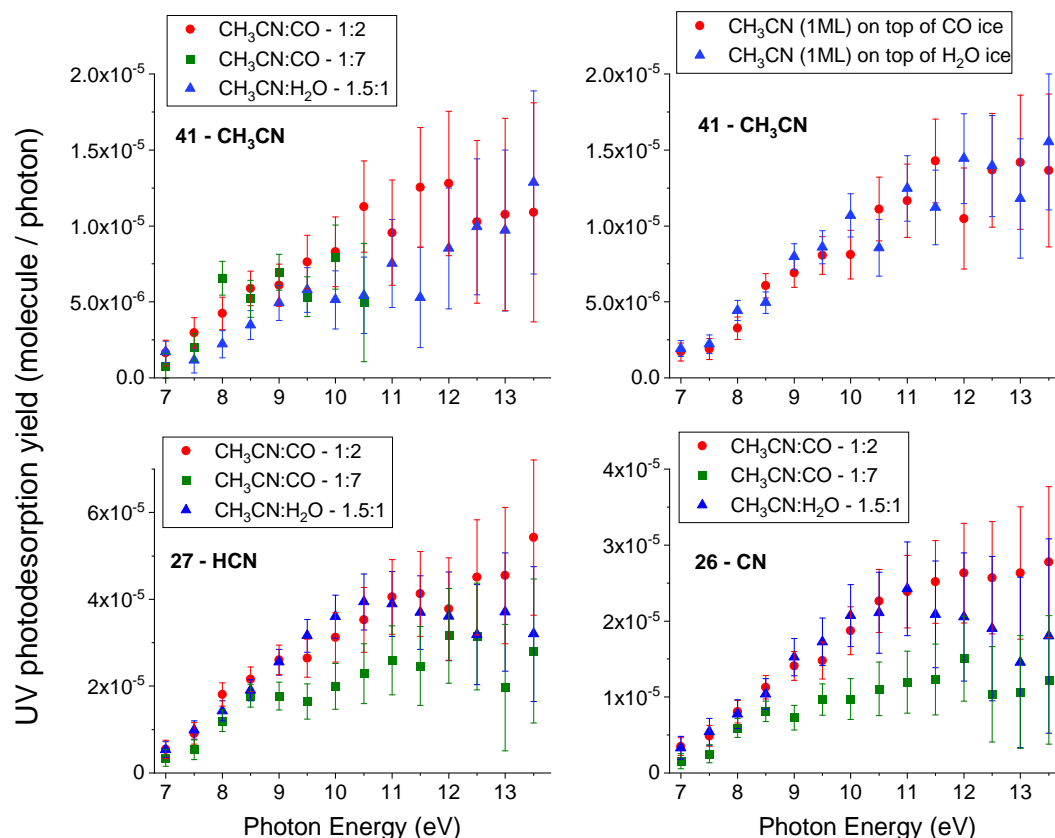 UV photodesorption yield (molecule / photon)
CH₃CN:CO - 1:2
CH₃CN:CO - 1:7
CH₃CN:H₂O - 1.5:1
41 - CH₃CN
2.0x10⁻⁵
1.5x10⁻⁵
1.0x10⁻⁵
5.0x10⁻⁶
0.0
7 8 9 10 11 12 13
CH₃CN (1ML) on top of CO ice
CH₃CN (1ML) on top of H₂O ice
41 - CH₃CN
2.0x10⁻⁵
1.5x10⁻⁵
1.0x10⁻⁵
5.0x10⁻⁶
0.0
7 8 9 10 11 12 13
CH₃CN:CO - 1:2
CH₃CN:CO - 1:7
CH₃CN:H₂O - 1.5:1
27 - HCN
6x10⁻⁵
4x10⁻⁵
2x10⁻⁵
0
7 8 9 10 11 12 13
Photon Energy (eV)
CH₃CN:CO - 1:2
CH₃CN:CO - 1:7
CH₃CN:H₂O - 1.5:1
26 - CN
4x10⁻⁵
3x10⁻⁵
2x10⁻⁵
1x10⁻⁵
0
7 8 9 10 11 12 13
Photon Energy (eV)